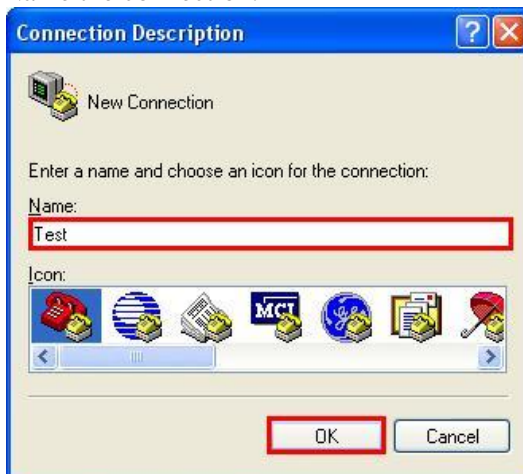 Connection Description
New Connection
Enter a name and choose an icon for the connection:
Name:
Test
Icon:
MCI
OK Cancel